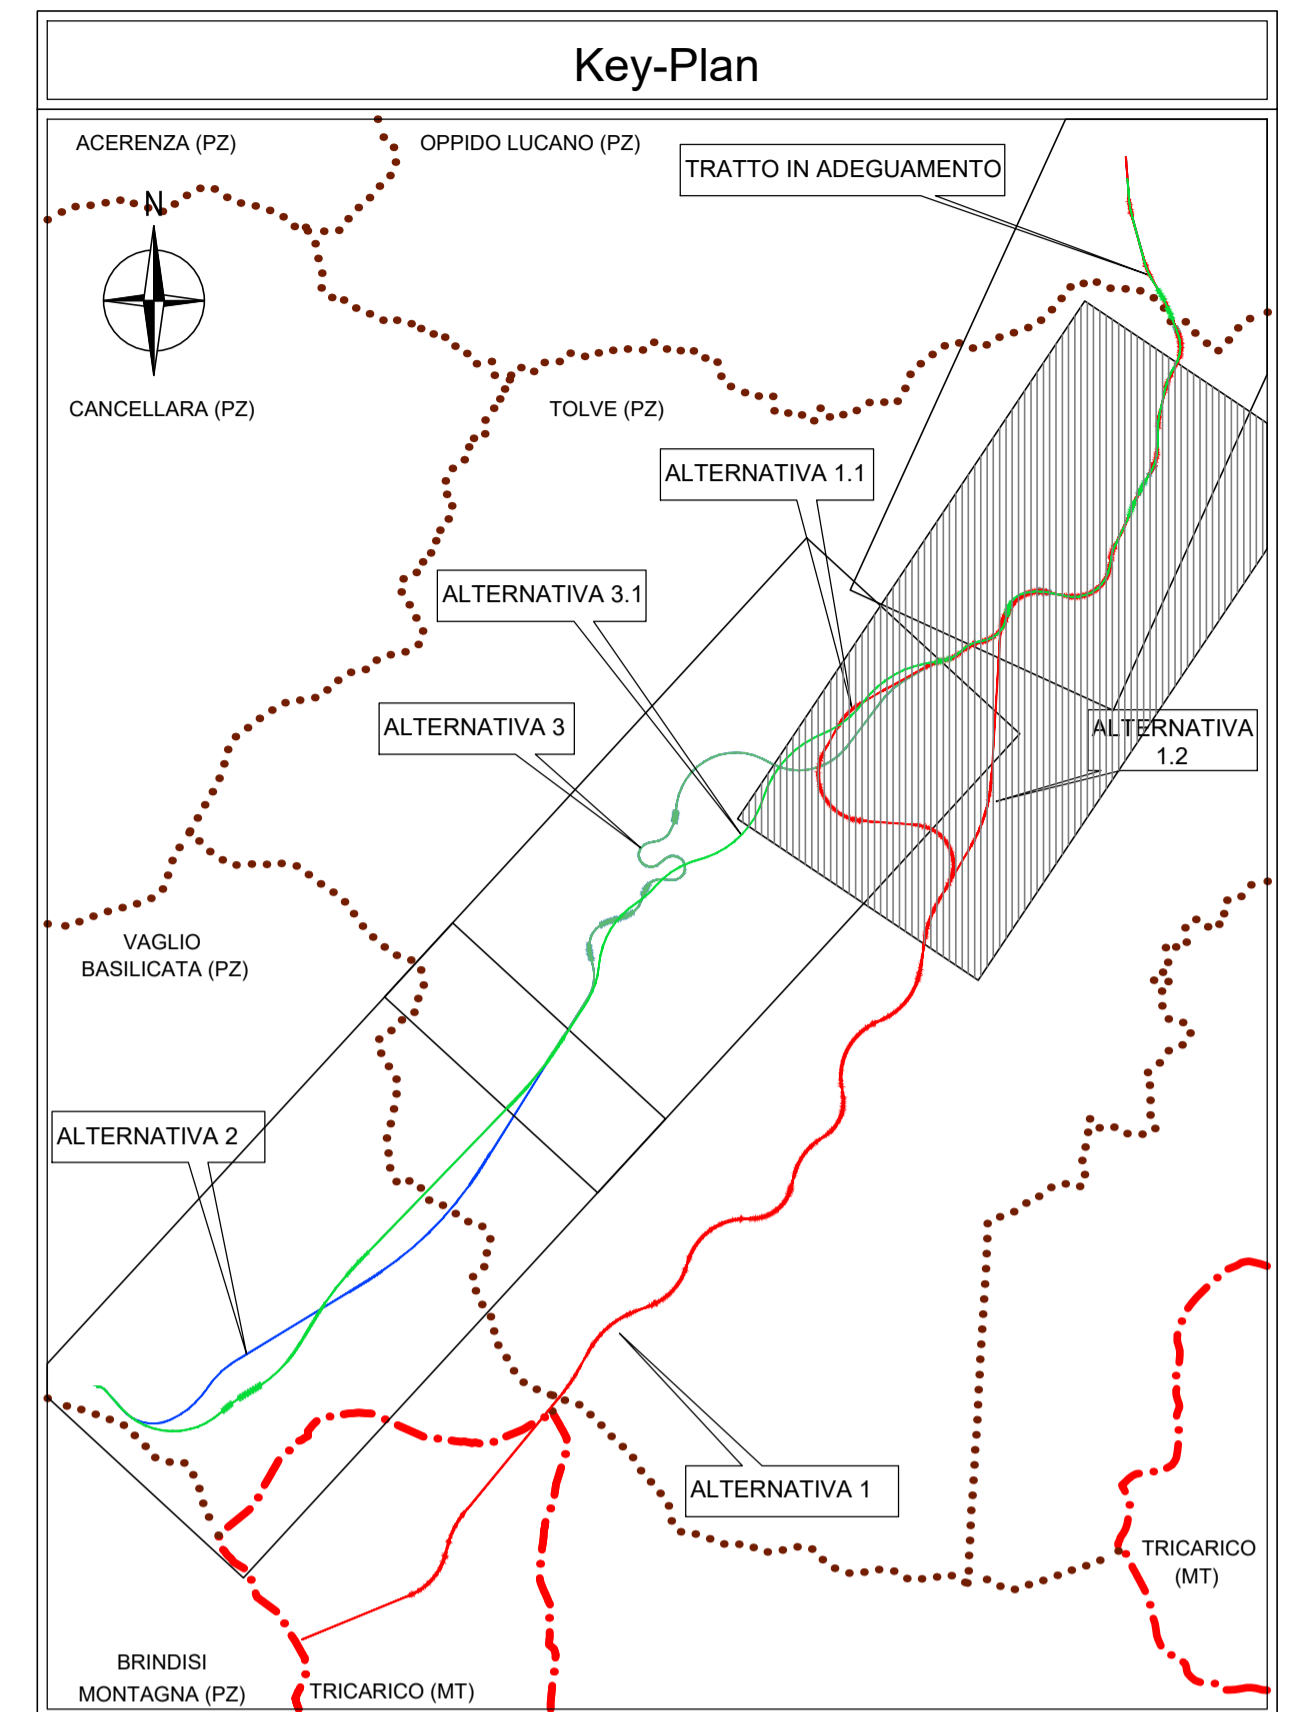 Key-Plan
ACERENZA (PZ)
OPPIDO LUCANO (PZ)
TRATTO IN ADEGUAMENTO
N
CANCELLARA (PZ)
TOLVE (PZ)
ALTERNATIVA 1.1
ALTERNATIVA 3.1
ALTERNATIVA 3
ALTERNATIVA
1.2
VAGLIO
BASILICATA (PZ)
ALTERNATIVA 2
ALTERNATIVA 1
TRICARICO
(MT)
BRINDISI
MONTAGNA (PZ)
TRICARICO (MT)